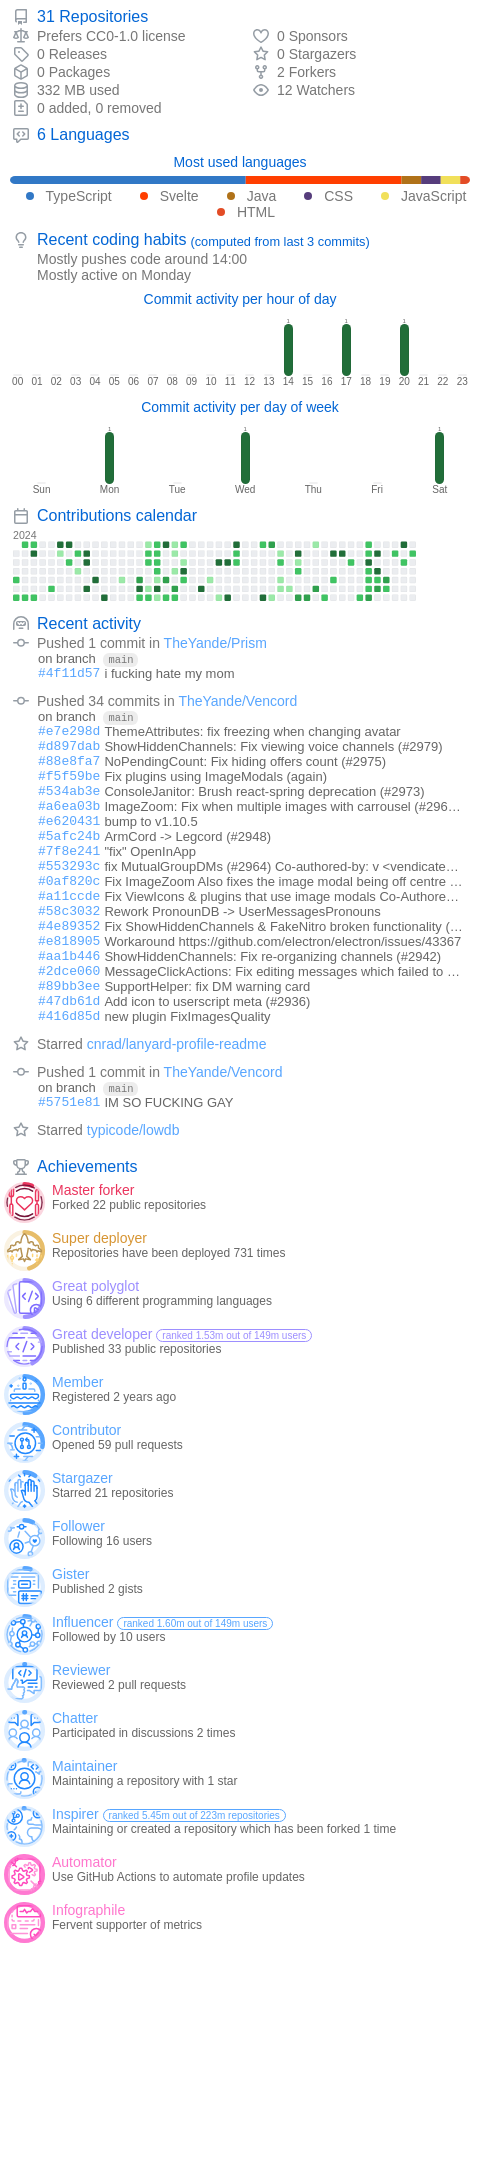 31 Repositories
Prefers CC0-1.0 license
0 Sponsors
0 Releases
0 Stargazers
0 Packages
2 Forkers
332 MB used
12 Watchers
0 added, 0 removed
6 Languages
Most used languages
TypeScript Svelte Java CSS JavaScript
HTML
Recent coding habits (computed from last 3 commits)
Mostly pushes code around 14:00
Mostly active on Monday
Commit activity per hour of day
1 1 1
00 01 02 03 04 05 06 07 08 09 10 11 12 13 14 15 16 17 18 19 20 21 22 23
Commit activity per day of week
1 1 1
Sun Mon Tue Wed Thu Fri Sat
Contributions calendar
2024
Recent activity
Pushed 1 commit in TheYande/Prism
on branch main
#4f11d57 i fucking hate my mom
Pushed 34 commits in TheYande/Vencord
on branch main
#e7e298d ThemeAttributes: fix freezing when changing avatar
#d897dab ShowHiddenChannels: Fix viewing voice channels (#2979)
#88e8fa7 NoPendingCount: Fix hiding offers count (#2975)
#f5f59be Fix plugins using ImageModals (again)
#534ab3e ConsoleJanitor: Brush react-spring deprecation (#2973)
#a6ea03b ImageZoom: Fix when multiple images with carrousel (#296…
#e620431 bump to v1.10.5
#5afc24b ArmCord -> Legcord (#2948)
#7f8e241 "fix" OpenInApp
#553293c fix MutualGroupDMs (#2964) Co-authored-by: v <vendicate…
#0af820c Fix ImageZoom Also fixes the image modal being off centre …
#a11ccde Fix ViewIcons & plugins that use image modals Co-Authore…
#58c3032 Rework PronounDB -> UserMessagesPronouns
#4e89352 Fix ShowHiddenChannels & FakeNitro broken functionality (…
#e818905 Workaround https://github.com/electron/electron/issues/43367
#aa1b446 ShowHiddenChannels: Fix re-organizing channels (#2942)
#2dce060 MessageClickActions: Fix editing messages which failed to …
#89bb3ee SupportHelper: fix DM warning card
#47db61d Add icon to userscript meta (#2936)
#416d85d new plugin FixImagesQuality
Starred cnrad/lanyard-profile-readme
Pushed 1 commit in TheYande/Vencord
on branch main
#5751e81 IM SO FUCKING GAY
Starred typicode/lowdb
Achievements
Master forker
Forked 22 public repositories
Super deployer
Repositories have been deployed 731 times
Great polyglot
Using 6 different programming languages
Great developer ranked 1.53m out of 149m users
Published 33 public repositories
Member
Registered 2 years ago
Contributor
Opened 59 pull requests
Stargazer
Starred 21 repositories
Follower
Following 16 users
Gister
Published 2 gists
Influencer ranked 1.60m out of 149m users
Followed by 10 users
Reviewer
Reviewed 2 pull requests
Chatter
Participated in discussions 2 times
Maintainer
Maintaining a repository with 1 star
Inspirer ranked 5.45m out of 223m repositories
Maintaining or created a repository which has been forked 1 time
Automator
Use GitHub Actions to automate profile updates
Infographile
Fervent supporter of metrics